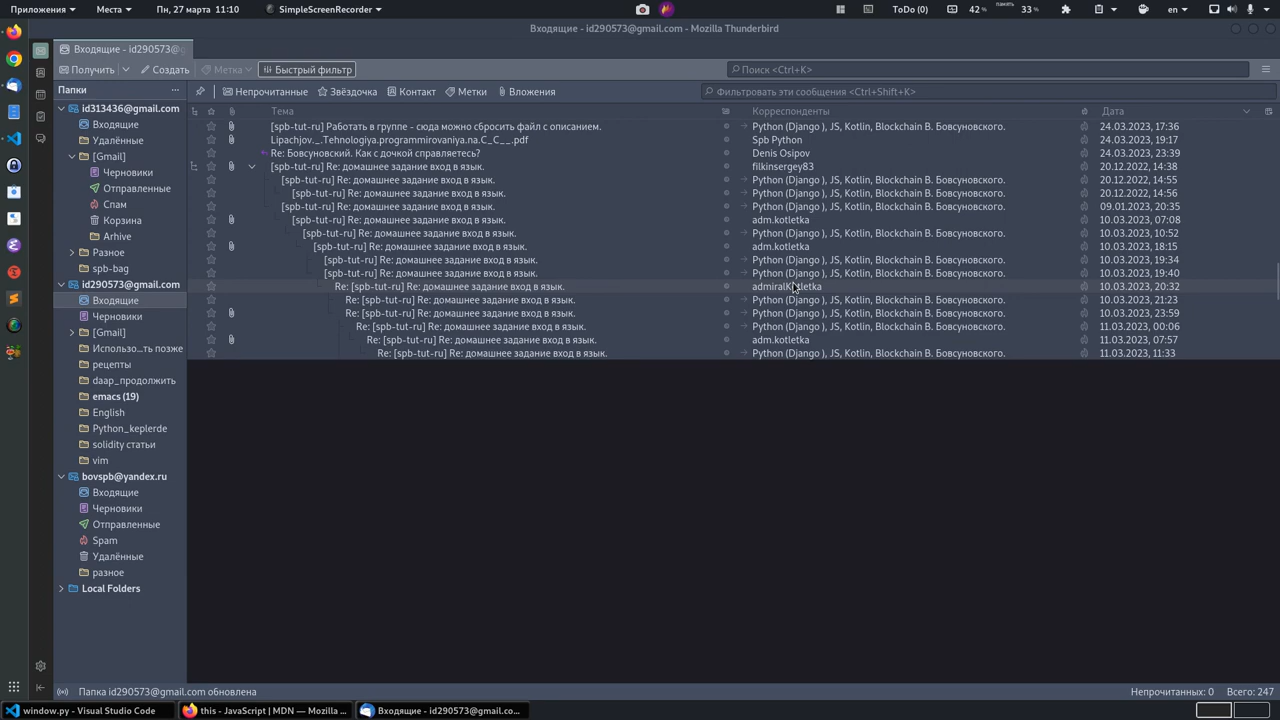 Приложения Места Пн, 27 марта 11:10 SimpleScreenRecorder ToDo (0) 42 % память 33 % en
Входящие - id290573@gmail.com - Mozilla Thunderbird
Входящие - id290573@g
Получить Создать Метка Быстрый фильтр Поиск <Ctrl+K>
Папки ... Непрочитанные Звёздочка Контакт Метки Вложения Фильтровать эти сообщения <Ctrl+Shift+K>
id313436@gmail.com
Входящие
Удалённые
[Gmail]
Черновики
Отправленные
Спам
Корзина
Arhive
Разное
spb-bag
id290573@gmail.com
Входящие
Черновики
[Gmail]
Использо...ть позже
рецепты
daap_продолжить
emacs (19)
English
Python_keplerde
solidity статьи
vim
bovspb@yandex.ru
Входящие
Черновики
Отправленные
Spam
Удалённые
разное
Local Folders
Тема Корреспонденты Дата
[spb-tut-ru] Работать в группе - сюда можно сбросить файл с описанием. Python (Django ), JS, Kotlin, Blockchain В. Бовсуновского. 24.03.2023, 17:36
Lipachjov._.Tehnologiya.programmirovaniya.na.C_C__.pdf Spb Python 24.03.2023, 19:17
Re: Бовсуновский. Как с дочкой справляетесь? Denis Osipov 24.03.2023, 23:39
[spb-tut-ru] Re: домашнее задание вход в язык. filkinsergey83 20.12.2022, 14:38
[spb-tut-ru] Re: домашнее задание вход в язык. Python (Django ), JS, Kotlin, Blockchain В. Бовсуновского. 20.12.2022, 14:55
[spb-tut-ru] Re: домашнее задание вход в язык. Python (Django ), JS, Kotlin, Blockchain В. Бовсуновского. 20.12.2022, 14:56
[spb-tut-ru] Re: домашнее задание вход в язык. Python (Django ), JS, Kotlin, Blockchain В. Бовсуновского. 09.01.2023, 20:35
[spb-tut-ru] Re: домашнее задание вход в язык. adm.kotletka 10.03.2023, 07:08
[spb-tut-ru] Re: домашнее задание вход в язык. Python (Django ), JS, Kotlin, Blockchain В. Бовсуновского. 10.03.2023, 10:52
[spb-tut-ru] Re: домашнее задание вход в язык. adm.kotletka 10.03.2023, 18:15
[spb-tut-ru] Re: домашнее задание вход в язык. Python (Django ), JS, Kotlin, Blockchain В. Бовсуновского. 10.03.2023, 19:34
[spb-tut-ru] Re: домашнее задание вход в язык. Python (Django ), JS, Kotlin, Blockchain В. Бовсуновского. 10.03.2023, 19:40
Re: [spb-tut-ru] Re: домашнее задание вход в язык. admiralKotletka 10.03.2023, 20:32
Re: [spb-tut-ru] Re: домашнее задание вход в язык. Python (Django ), JS, Kotlin, Blockchain В. Бовсуновского. 10.03.2023, 21:23
Re: [spb-tut-ru] Re: домашнее задание вход в язык. Python (Django ), JS, Kotlin, Blockchain В. Бовсуновского. 10.03.2023, 23:59
Re: [spb-tut-ru] Re: домашнее задание вход в язык. Python (Django ), JS, Kotlin, Blockchain В. Бовсуновского. 11.03.2023, 00:06
Re: [spb-tut-ru] Re: домашнее задание вход в язык. adm.kotletka 11.03.2023, 07:57
Re: [spb-tut-ru] Re: домашнее задание вход в язык. Python (Django ), JS, Kotlin, Blockchain В. Бовсуновского. 11.03.2023, 11:33
Папка id290573@gmail.com обновлена Непрочитанных: 0 Всего: 247
window.py - Visual Studio Code this - JavaScript | MDN — Mozilla ... Входящие - id290573@gmail.co...